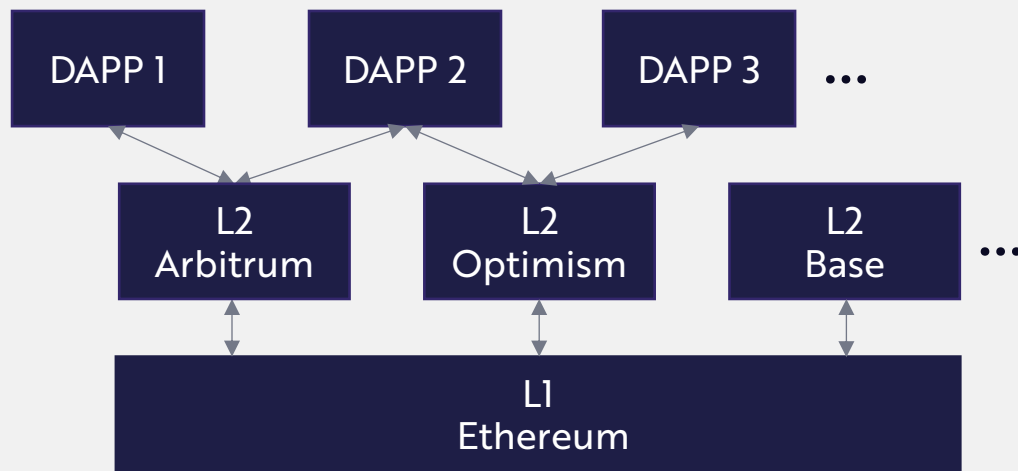 DAPP 1
DAPP 2
DAPP 3
...
L2
Arbitrum
L2
Optimism
L2
Base
...
L1
Ethereum